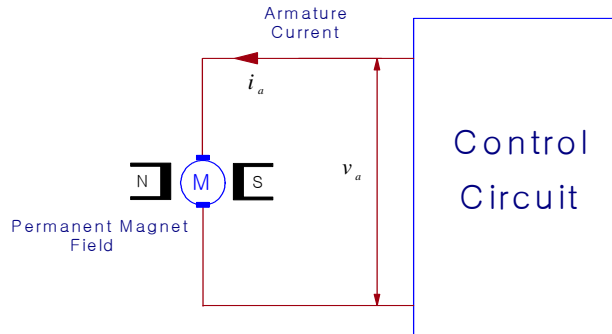 Armature
Current
i a
N
M
S
v a
Control
Circuit
Permanent Magnet
Field